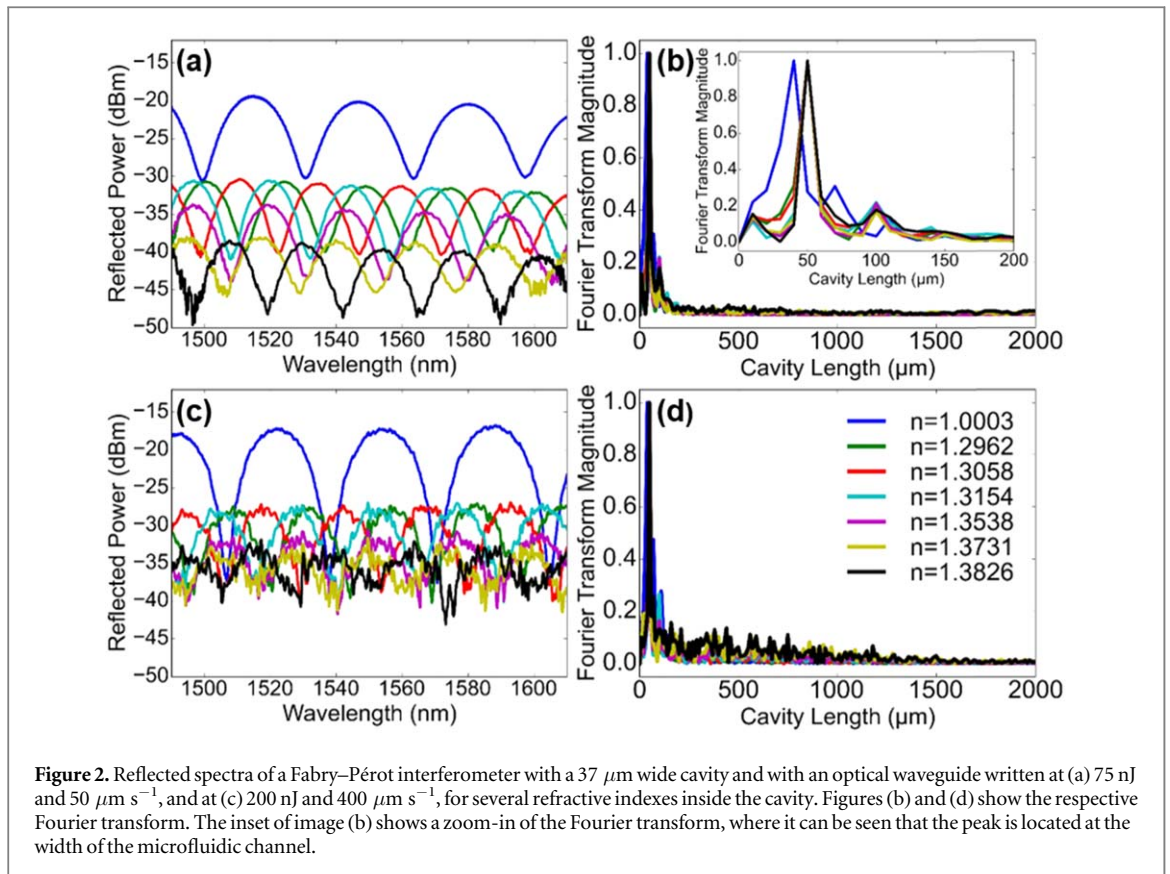 (a)
−15
−20
−25
−30
−35
−40
−45
−50
Reflected Power (dBm)
1500 1520 1540 1560 1580 1600
Wavelength (nm)
(b)
1.0
0.8
0.6
0.4
0.2
0.0
Fourier Transform Magnitude
0 500 1000 1500 2000
Cavity Length (µm)
1.0
0.8
0.6
0.4
0.2
0.0
Fourier Transform Magnitude
0 50 100 150 200
Cavity Length (µm)
(c)
−15
−20
−25
−30
−35
−40
−45
−50
Reflected Power (dBm)
1500 1520 1540 1560 1580 1600
Wavelength (nm)
(d)
1.0
0.8
0.6
0.4
0.2
0.0
Fourier Transform Magnitude
0 500 1000 1500 2000
Cavity Length (µm)
n=1.0003
n=1.2962
n=1.3058
n=1.3154
n=1.3538
n=1.3731
n=1.3826
Figure 2. Reflected spectra of a Fabry–Pérot interferometer with a 37 μm wide cavity and with an optical waveguide written at (a) 75 nJ
and 50 μm s⁻¹, and at (c) 200 nJ and 400 μm s⁻¹, for several refractive indexes inside the cavity. Figures (b) and (d) show the respective
Fourier transform. The inset of image (b) shows a zoom-in of the Fourier transform, where it can be seen that the peak is located at the
width of the microfluidic channel.